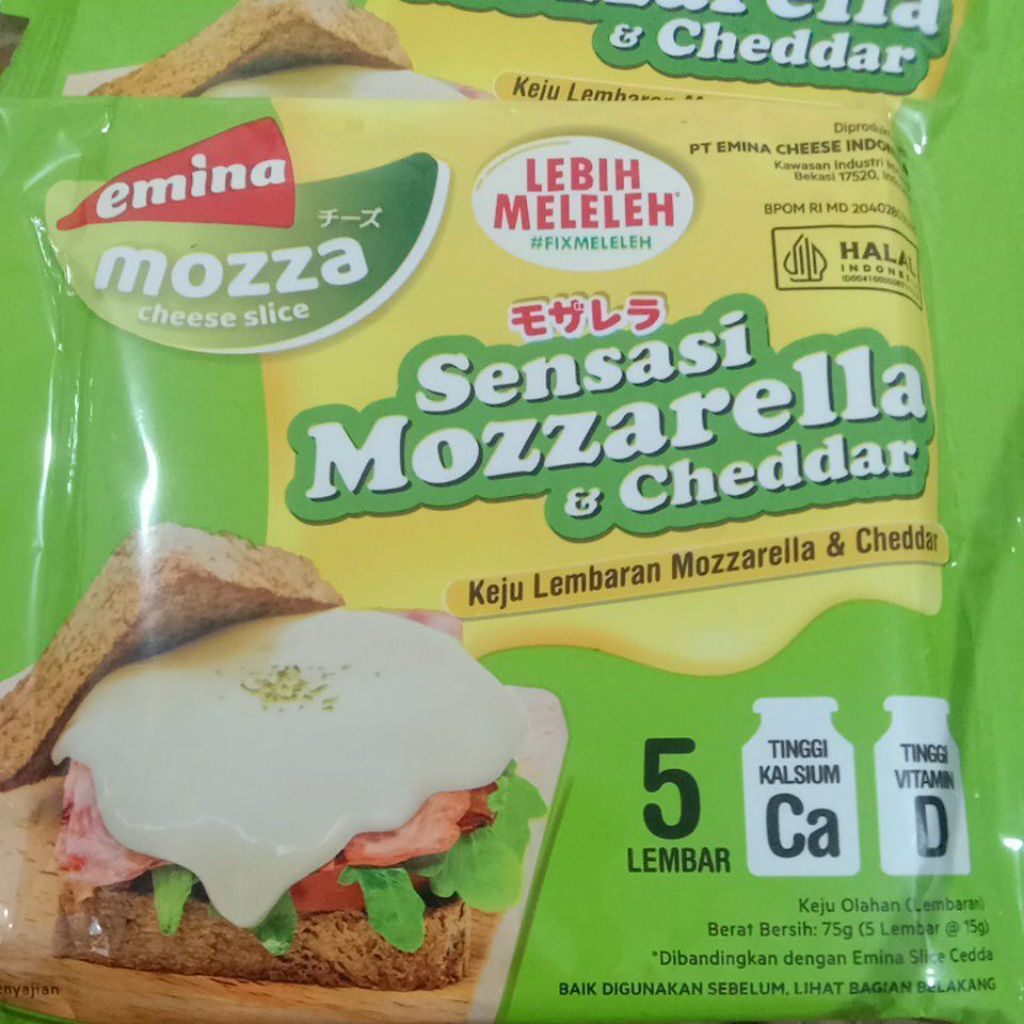 & Cheddar
Keju Lembaran
emina
チーズ
mozza
cheese slice
LEBIH
MELELEH*
#FIXMELELEH
PT EMINA CHEESE
Kawasan Industri
Bekasi 17520,
BPOM RI MD
HALAL
INDONESIA
モザレラ
Sensasi
Mozzarella
& Cheddar
Keju Lembaran Mozzarella & Cheddar
5
LEMBAR
TINGGI
KALSIUM
Ca
TINGGI
VITAMIN
D
Keju Olahan (Lembaran)
Berat Bersih: 75g (5 Lembar @ 15g)
*Dibandingkan dengan Emina Slice Cedda
BAIK DIGUNAKAN SEBELUM, LIHAT BAGIAN BELAKANG